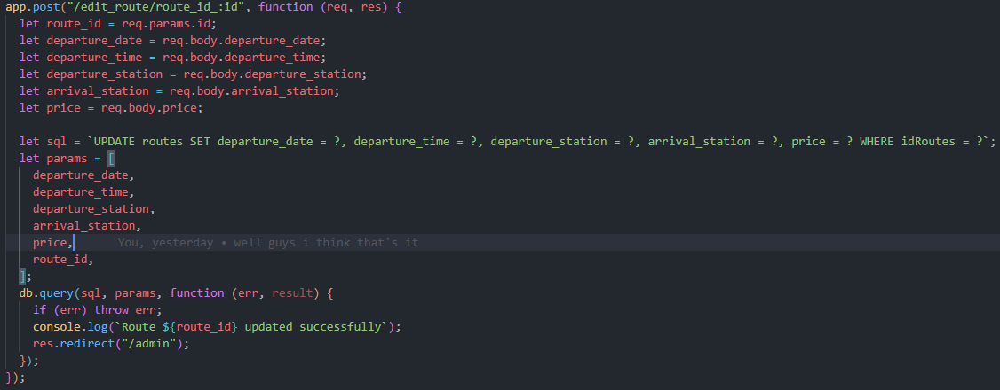 app.post("/edit_route/route_id_:id", function (req, res) {
  let route_id = req.params.id;
  let departure_date = req.body.departure_date;
  let departure_time = req.body.departure_time;
  let departure_station = req.body.departure_station;
  let arrival_station = req.body.arrival_station;
  let price = req.body.price;

  let sql = `UPDATE routes SET departure_date = ?, departure_time = ?, departure_station = ?, arrival_station = ?, price = ? WHERE idRoutes = ?`;
  let params = [
    departure_date,
    departure_time,
    departure_station,
    arrival_station,
    price,      You, yesterday • well guys i think that's it
    route_id,
  ];
  db.query(sql, params, function (err, result) {
    if (err) throw err;
    console.log(`Route ${route_id} updated successfully`);
    res.redirect("/admin");
  });
});